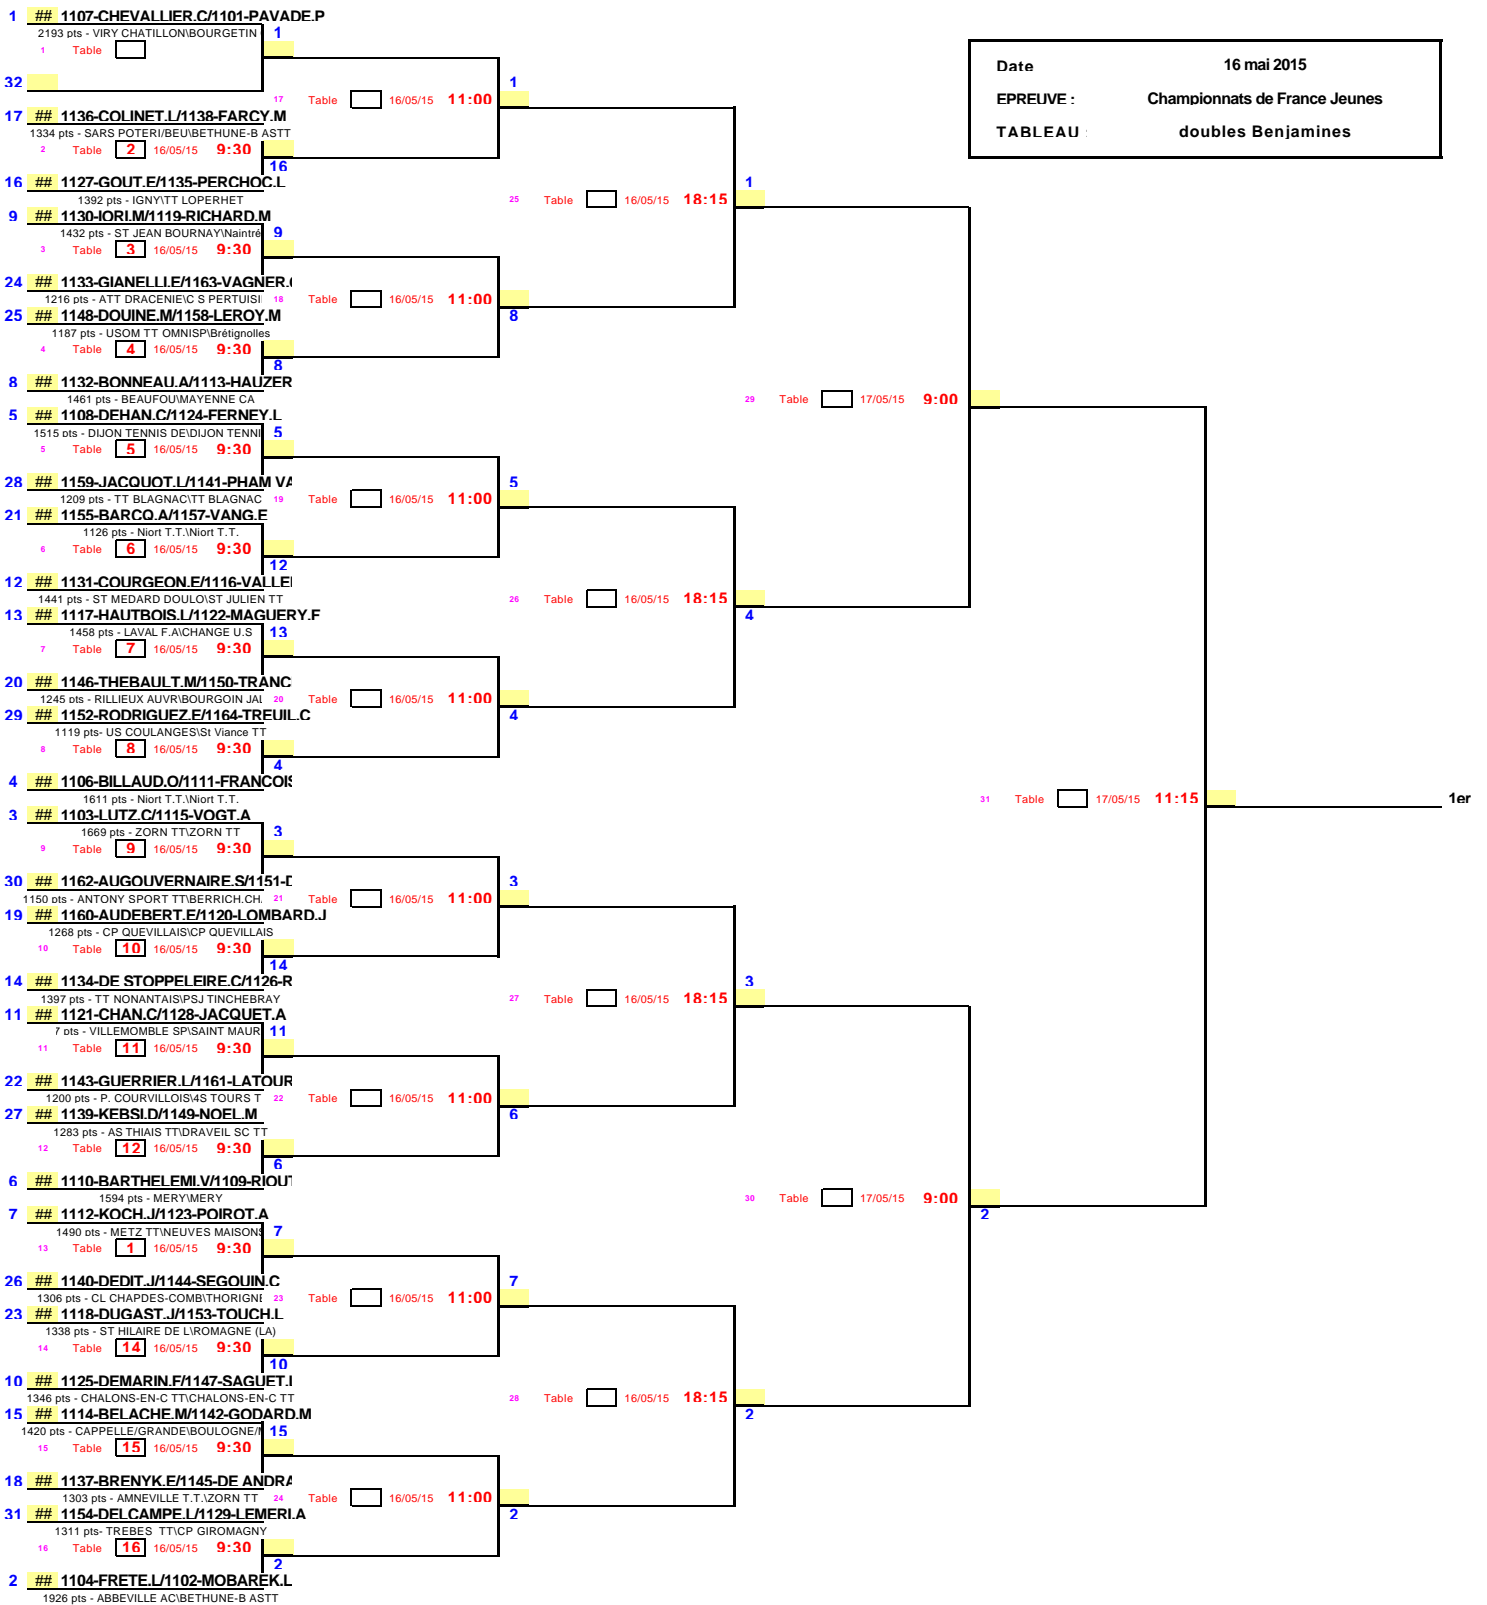 Date 16 mai 2015
EPREUVE : Championnats de France Jeunes
TABLEAU : doubles Benjamines
1 ## 1107-CHEVALLIER.C/1101-PAVADE.P
2193 pts - VIRY CHATILLON\BOURGETIN 1
1 Table
32
17 Table 16/05/15 11:00 1
17 ## 1136-COLINET.L/1138-FARCY.M
1334 pts - SARS POTERI/BEU\BETHUNE-B ASTT
2 Table 2 16/05/15 9:30
16
16 ## 1127-GOUT.E/1135-PERCHOC.L
1392 pts - IGNY\TT LOPERHET
25 Table 16/05/15 18:15 1
9 ## 1130-IORI.M/1119-RICHARD.M
1432 pts - ST JEAN BOURNAY\Naintré 9
3 Table 3 16/05/15 9:30
24 ## 1133-GIANELLI.E/1163-VAGNER.
1216 pts - ATT DRACENIE\C S PERTUISI
18 Table 16/05/15 11:00
8
25 ## 1148-DOUINE.M/1158-LEROY.M
1187 pts - USOM TT OMNISP\Brétignolles
4 Table 4 16/05/15 9:30
8
8 ## 1132-BONNEAU.A/1113-HAUZER
1461 pts - BEAUFOU\MAYENNE CA
29 Table 17/05/15 9:00
5 ## 1108-DEHAN.C/1124-FERNEY.L
1515 pts - DIJON TENNIS DE\DIJON TENNI 5
5 Table 5 16/05/15 9:30
28 ## 1159-JACQUOT.L/1141-PHAM VA
1209 pts - TT BLAGNAC\TT BLAGNAC
19 Table 16/05/15 11:00 5
21 ## 1155-BARCQ.A/1157-VANG.E
1126 pts - Niort T.T.\Niort T.T.
6 Table 6 16/05/15 9:30
12
12 ## 1131-COURGEON.E/1116-VALLE
1441 pts - ST MEDARD DOULO\ST JULIEN TT
26 Table 16/05/15 18:15
4
13 ## 1117-HAUTBOIS.L/1122-MAGUERY.F
1458 pts - LAVAL F.A\CHANGE U.S 13
7 Table 7 16/05/15 9:30
20 ## 1146-THEBAULT.M/1150-TRANC
1245 pts - RILLIEUX AUVR\BOURGOIN JAL
20 Table 16/05/15 11:00
4
29 ## 1152-RODRIGUEZ.E/1164-TREUIL.C
1119 pts- US COULANGES\St Viance TT
8 Table 8 16/05/15 9:30
4
4 ## 1106-BILLAUD.O/1111-FRANCOIS
1611 pts - Niort T.T.\Niort T.T.
31 Table 17/05/15 11:15 1er
3 ## 1103-LUTZ.C/1115-VOGT.A
1669 pts - ZORN TT\ZORN TT 3
9 Table 9 16/05/15 9:30
30 ## 1162-AUGOUVERNAIRE.S/1151-D
1150 pts - ANTONY SPORT TT\BERRICH.CH.
21 Table 16/05/15 11:00 3
19 ## 1160-AUDEBERT.E/1120-LOMBARD.J
1268 pts - CP QUEVILLAIS\CP QUEVILLAIS
10 Table 10 16/05/15 9:30
14
14 ## 1134-DE STOPPELEIRE.C/1126-R
1397 pts - TT NONANTAIS\PSJ TINCHEBRAY
27 Table 16/05/15 18:15 3
11 ## 1121-CHAN.C/1128-JACQUET.A
7 pts - VILLEMOMBLE SP\SAINT MAUR 11
11 Table 11 16/05/15 9:30
22 ## 1143-GUERRIER.L/1161-LATOUR
1200 pts - P. COURVILLOIS\4S TOURS T
22 Table 16/05/15 11:00
6
27 ## 1139-KEBSI.D/1149-NOEL.M
1283 pts - AS THIAIS TT\DRAVEIL SC TT
12 Table 12 16/05/15 9:30
6
6 ## 1110-BARTHELEMI.V/1109-RIOUT
1594 pts - MERY\MERY
30 Table 17/05/15 9:00
2
7 ## 1112-KOCH.J/1123-POIROT.A
1490 pts - METZ TT\NEUVES MAISONS 7
13 Table 1 16/05/15 9:30
26 ## 1140-DEDIT.J/1144-SEGOUIN.C
1306 pts - CL CHAPDES-COMB\THORIGNE
23 Table 16/05/15 11:00 7
23 ## 1118-DUGAST.J/1153-TOUCH.L
1338 pts - ST HILAIRE DE L\ROMAGNE (LA)
14 Table 14 16/05/15 9:30
10
10 ## 1125-DEMARIN.F/1147-SAGUET.
1346 pts - CHALONS-EN-C TT\CHALONS-EN-C TT
28 Table 16/05/15 18:15
2
15 ## 1114-BELACHE.M/1142-GODARD.M
1420 pts - CAPPELLE/GRANDE\BOULOGNE/ 15
15 Table 15 16/05/15 9:30
18 ## 1137-BRENYK.E/1145-DE ANDRA
1303 pts - AMNEVILLE T.T.\ZORN TT
24 Table 16/05/15 11:00
2
31 ## 1154-DELCAMPE.L/1129-LEMERI.A
1311 pts- TREBES TT\CP GIROMAGNY
16 Table 16 16/05/15 9:30
2
2 ## 1104-FRETE.L/1102-MOBAREK.L
1926 pts - ABBEVILLE AC\BETHUNE-B ASTT